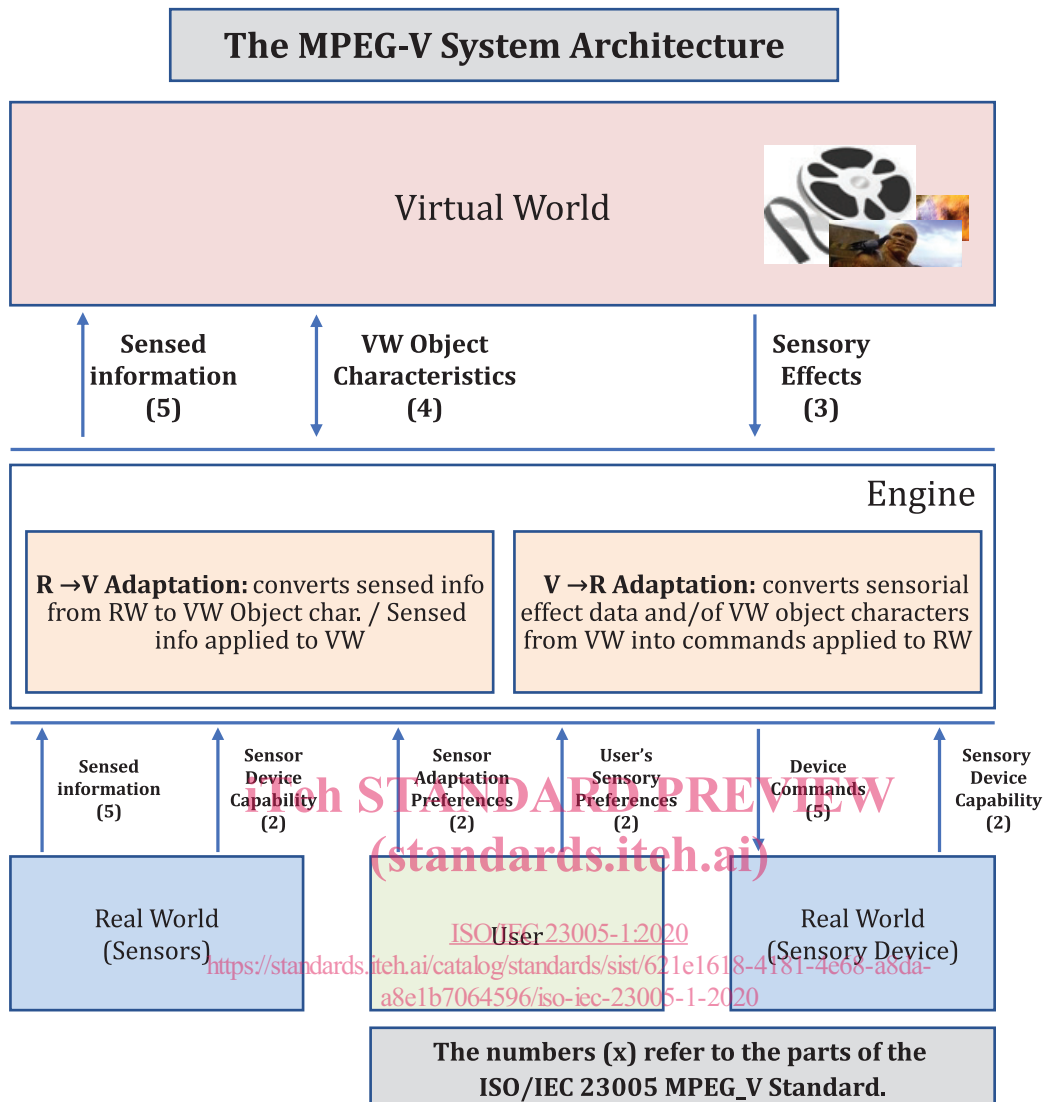 The MPEG-V System Architecture
Virtual World
Sensed
information
(5)
VW Object
Characteristics
(4)
Sensory
Effects
(3)
Engine
R →V Adaptation: converts sensed info
from RW to VW Object char. / Sensed
info applied to VW
V →R Adaptation: converts sensorial
effect data and/of VW object characters
from VW into commands applied to RW
Sensed
information
(5)
Sensor
Device
Capability
(2)
Sensor
Adaptation
Preferences
(2)
User's
Sensory
Preferences
(2)
Device
Commands
(5)
Sensory
Device
Capability
(2)
iTeh STANDARD PREVIEW
(standards.iteh.ai)
Real World
(Sensors)
User
Real World
(Sensory Device)
ISO/IEC 23005-1:2020
https://standards.iteh.ai/catalog/standards/sist/621e1618-4181-4e68-a8da-
a8e1b7064596/iso-iec-23005-1-2020
The numbers (x) refer to the parts of the
ISO/IEC 23005 MPEG_V Standard.